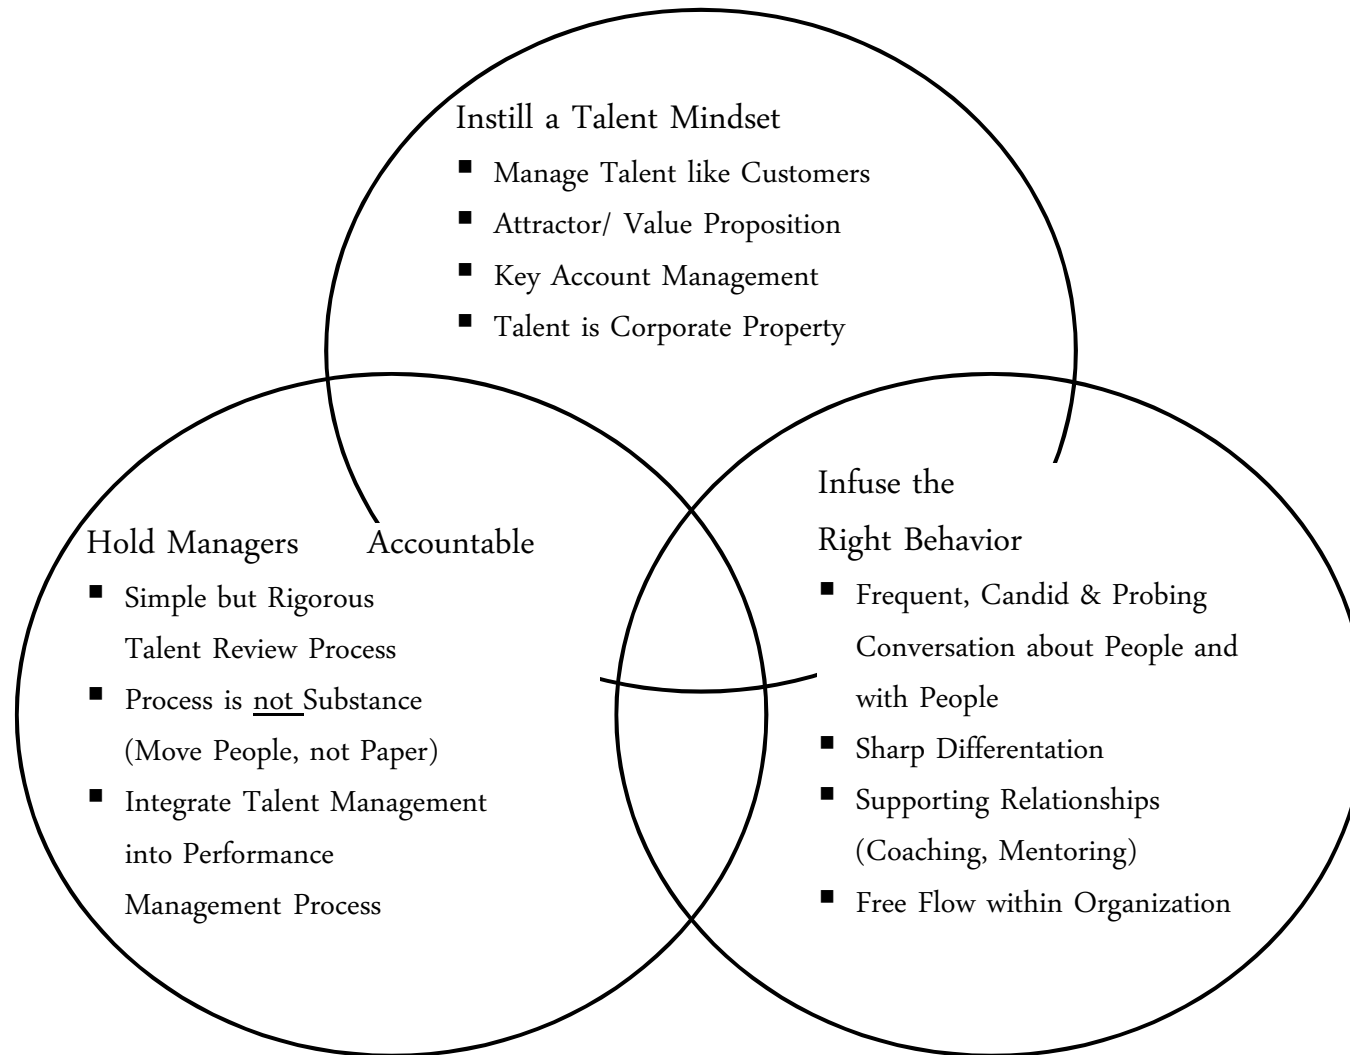 Instill a Talent Mindset
▪ Manage Talent like Customers
▪ Attractor/ Value Proposition
▪ Key Account Management
▪ Talent is Corporate Property
Hold Managers Accountable
▪ Simple but Rigorous
Talent Review Process
▪ Process is not Substance
(Move People, not Paper)
▪ Integrate Talent Management
into Performance
Management Process
Infuse the
Right Behavior
▪ Frequent, Candid & Probing
Conversation about People and
with People
▪ Sharp Differentation
▪ Supporting Relationships
(Coaching, Mentoring)
▪ Free Flow within Organization